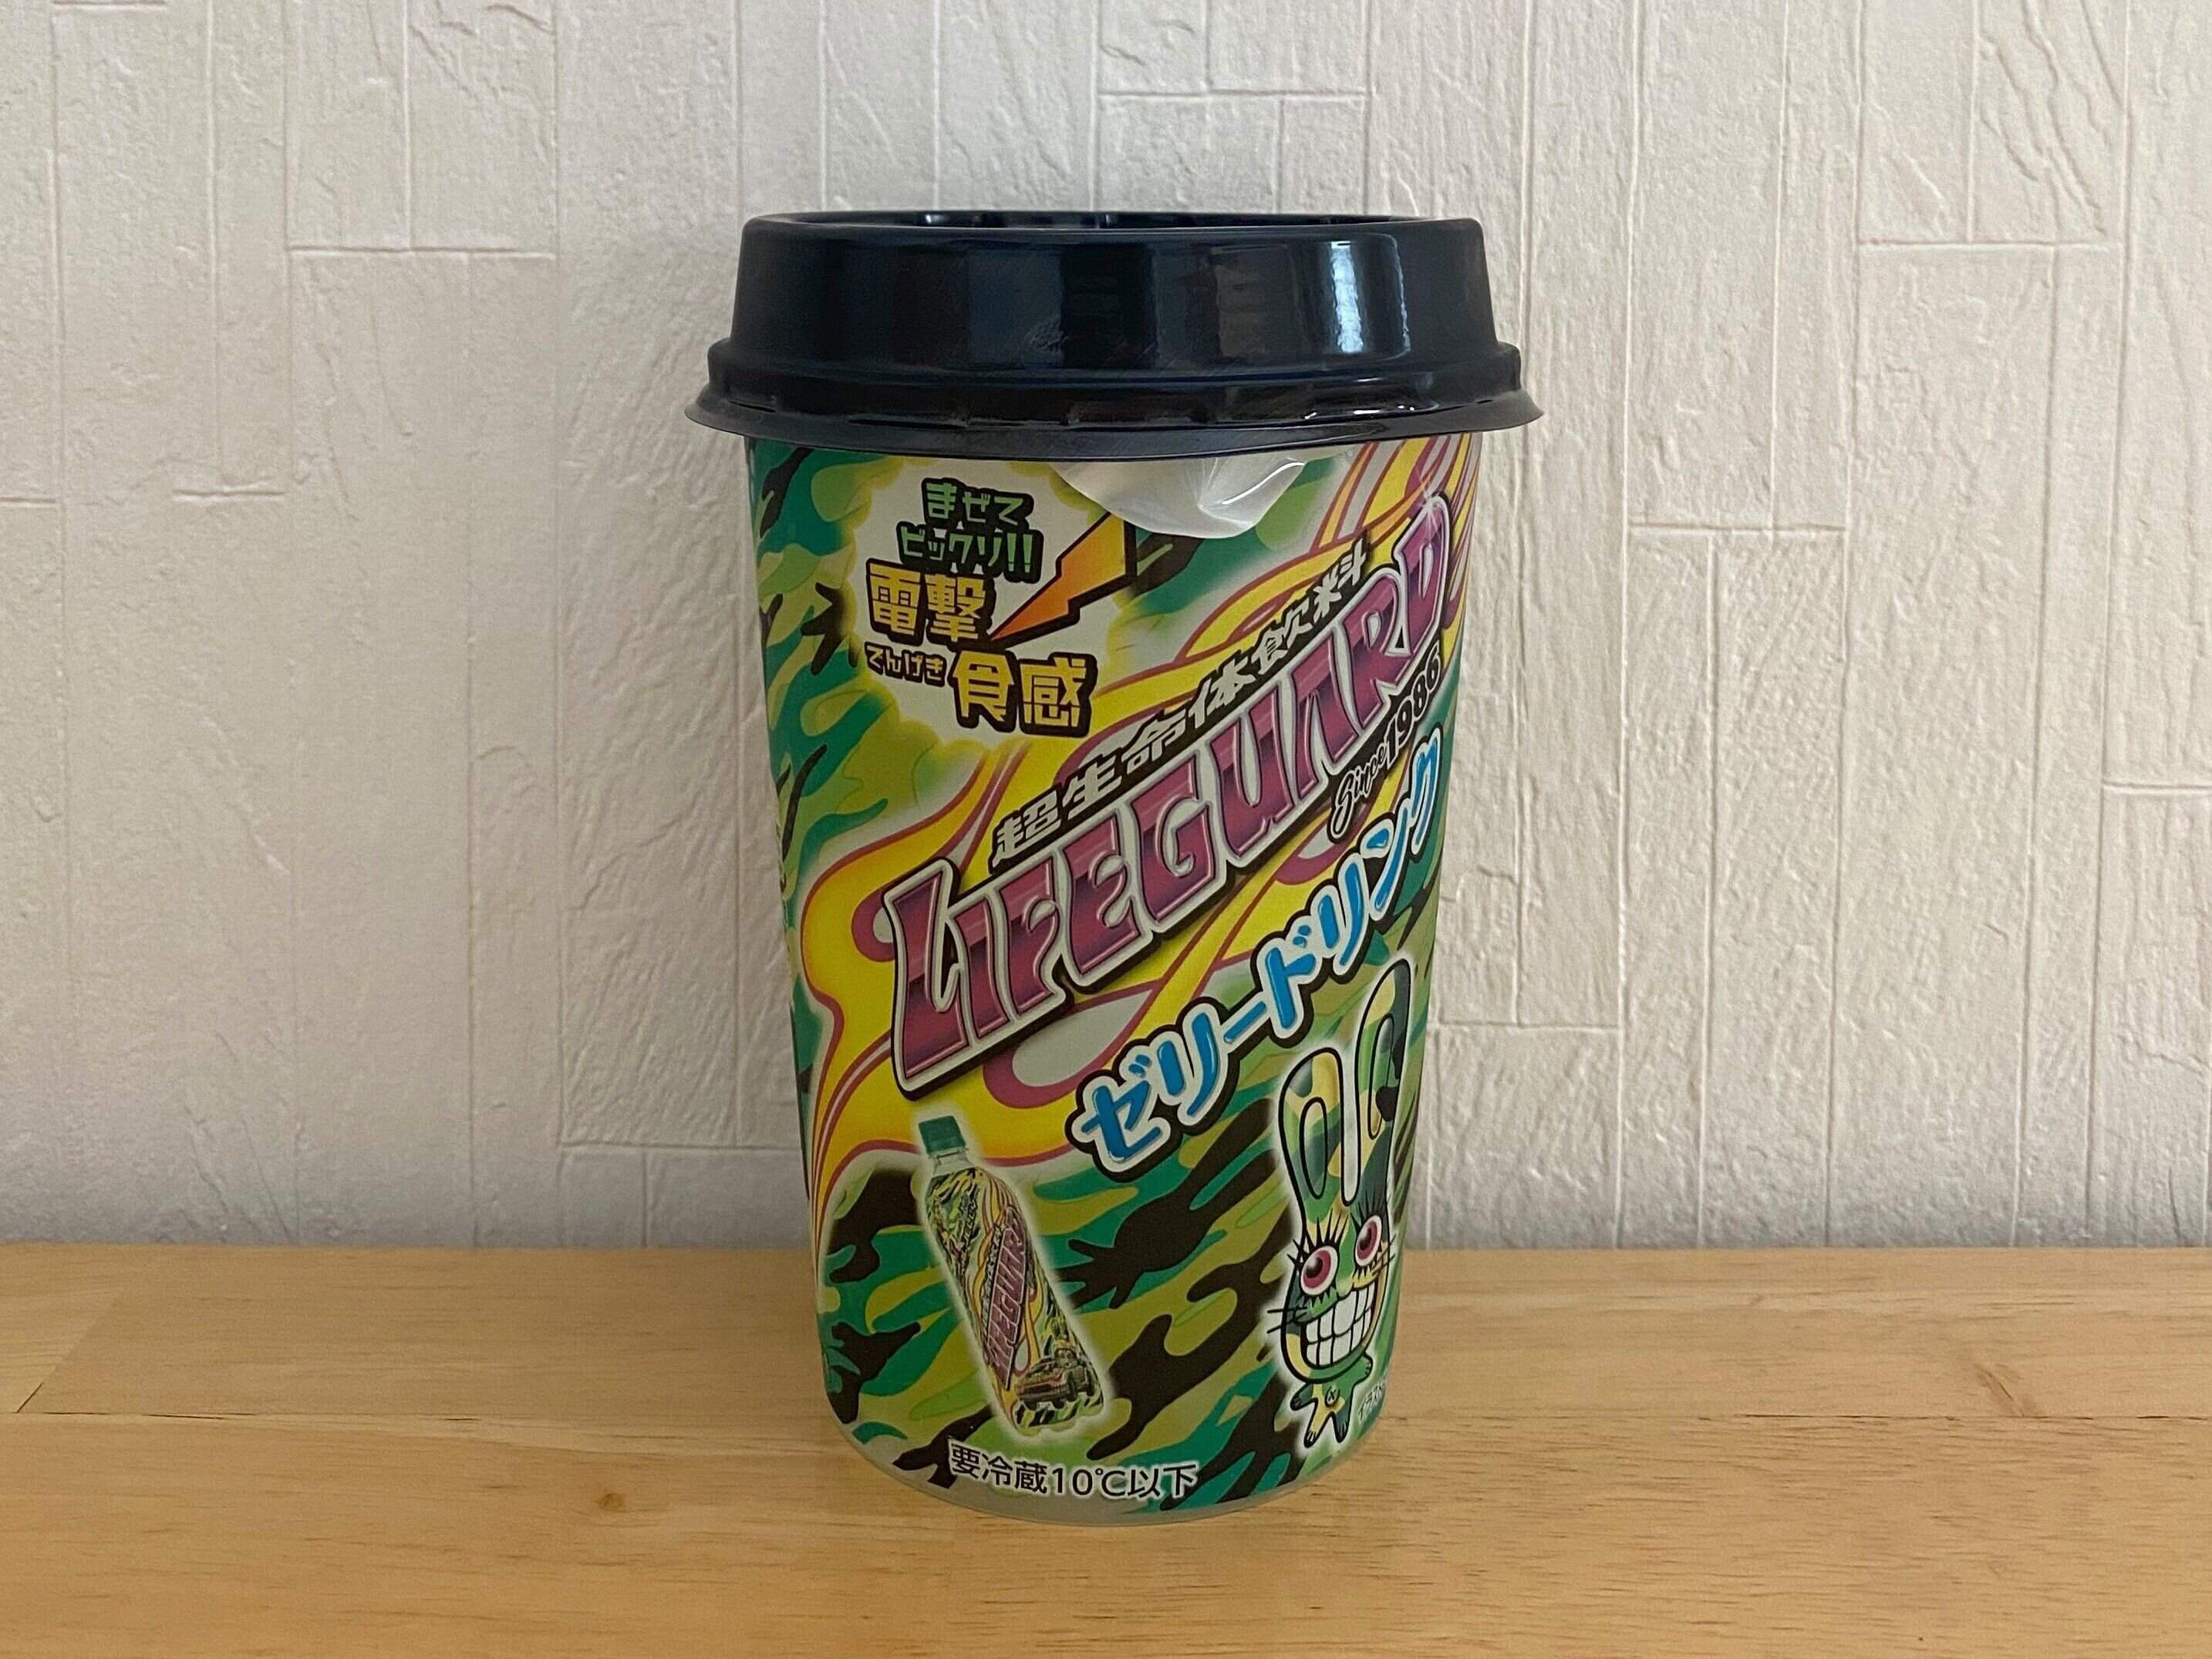 まぜて
ビックリ!!
電撃
でんげき 食感
超生命体飲料
LIFEGUARD
Since 1986
ゼリードリンク
LIFEGUARD
要冷蔵10℃以下